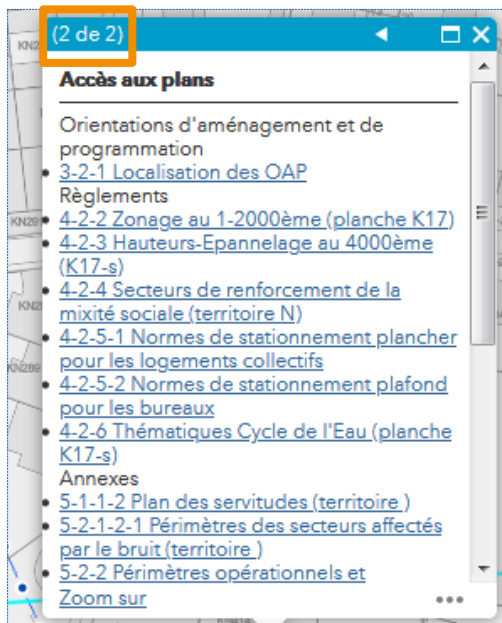 (2 de 2)
Accès aux plans
Orientations d'aménagement et de
programmation
• 3-2-1 Localisation des OAP
Règlements
• 4-2-2 Zonage au 1-2000ème (planche K17)
• 4-2-3 Hauteurs-Epannelage au 4000ème
(K17-s)
• 4-2-4 Secteurs de renforcement de la
mixité sociale (territoire N)
• 4-2-5-1 Normes de stationnement plancher
pour les logements collectifs
• 4-2-5-2 Normes de stationnement plafond
pour les bureaux
• 4-2-6 Thématiques Cycle de l'Eau (planche
K17-s)
Annexes
• 5-1-1-2 Plan des servitudes (territoire )
• 5-2-1-2-1 Périmètres des secteurs affectés
par le bruit (territoire )
• 5-2-2 Périmètres opérationnels et
Zoom sur